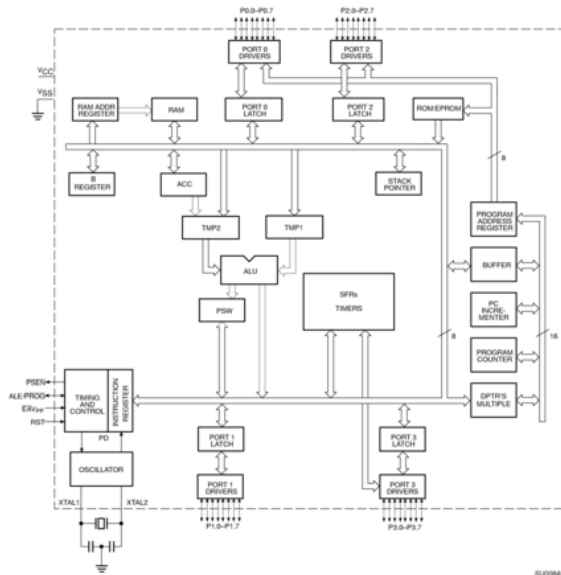 P0.0–P0.7
P2.0–P2.7
PORT 0
DRIVERS
PORT 2
DRIVERS
VCC
VSS
RAM ADDR
REGISTER
RAM
PORT 0
LATCH
PORT 2
LATCH
ROM/EPROM
8
B
REGISTER
ACC
STACK
POINTER
TMP2
TMP1
PROGRAM
ADDRESS
REGISTER
ALU
BUFFER
SFRs
TIMERS
PSW
PC
INCRE-
MENTER
8
16
PROGRAM
COUNTER
PSEN
ALE/PROG
EAVPP
RST
TIMING
AND
CONTROL
INSTRUCTION
REGISTER
DPTR'S
MULTIPLE
PD
PORT 1
LATCH
PORT 3
LATCH
OSCILLATOR
PORT 1
DRIVERS
PORT 3
DRIVERS
XTAL1
XTAL2
P1.0–P1.7
P3.0–P3.7